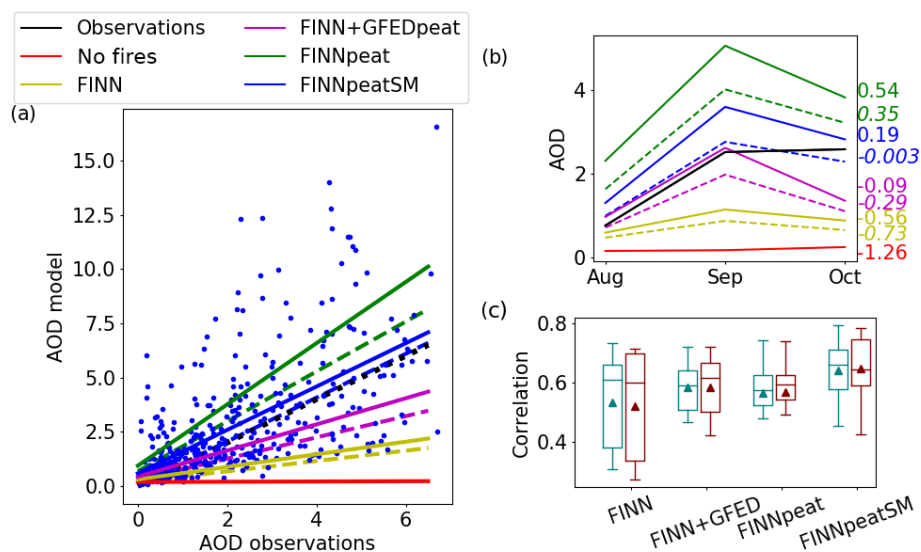 Observations
No fires
FINN
FINN+GFEDpeat
FINNpeat
FINNpeatSM
(a)
15.0
12.5
10.0
7.5
5.0
2.5
0.0
AOD model
0
2
4
6
AOD observations
(b)
4
2
0
AOD
Aug
Sep
Oct
0.54
0.35
0.19
-0.003
-0.09
-0.29
-0.56
-0.73
-1.26
(c)
0.8
0.6
0.4
Correlation
FINN
FINN+GFED
FINNpeat
FINNpeatSM